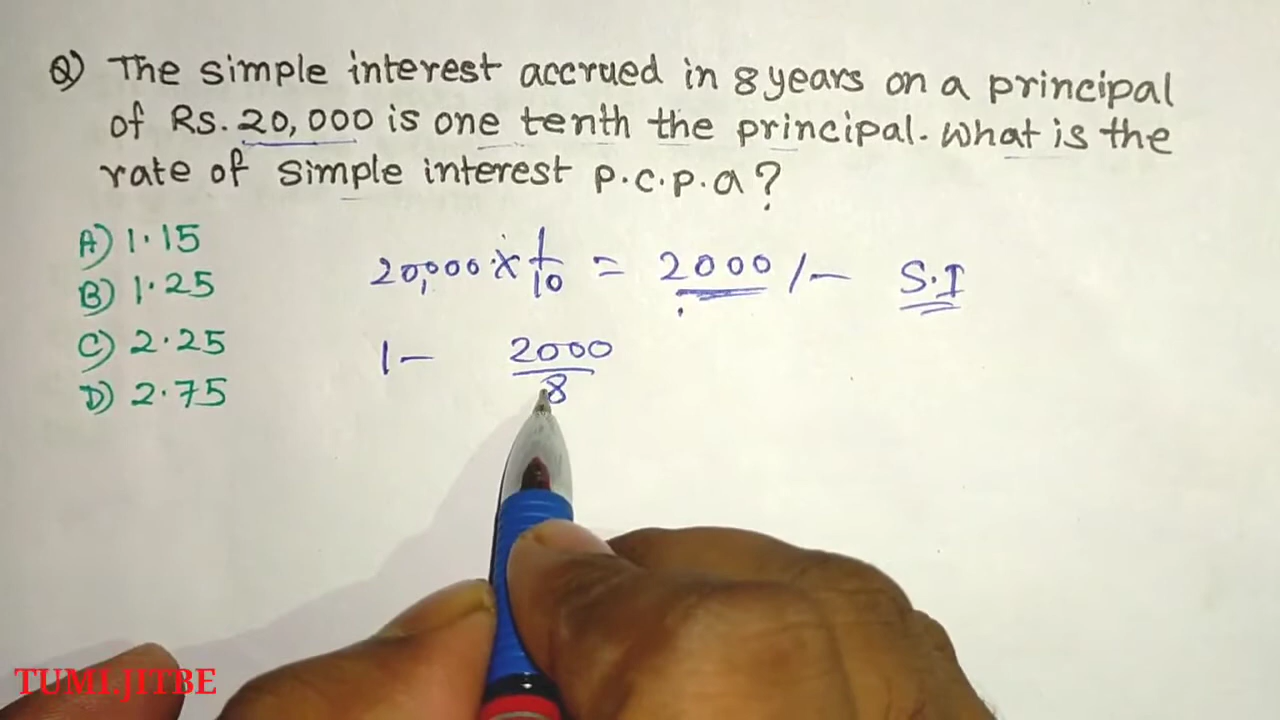 Q) The simple interest accrued in 8 years on a principal
of Rs. 20,000 is one tenth the principal. What is the
rate of simple interest p.c.p.a?
A) 1.15
B) 1.25
C) 2.25
D) 2.75
20,000 × 1/10 = 2000/- S.I
1 - 2000/8
TUMI.JITBE